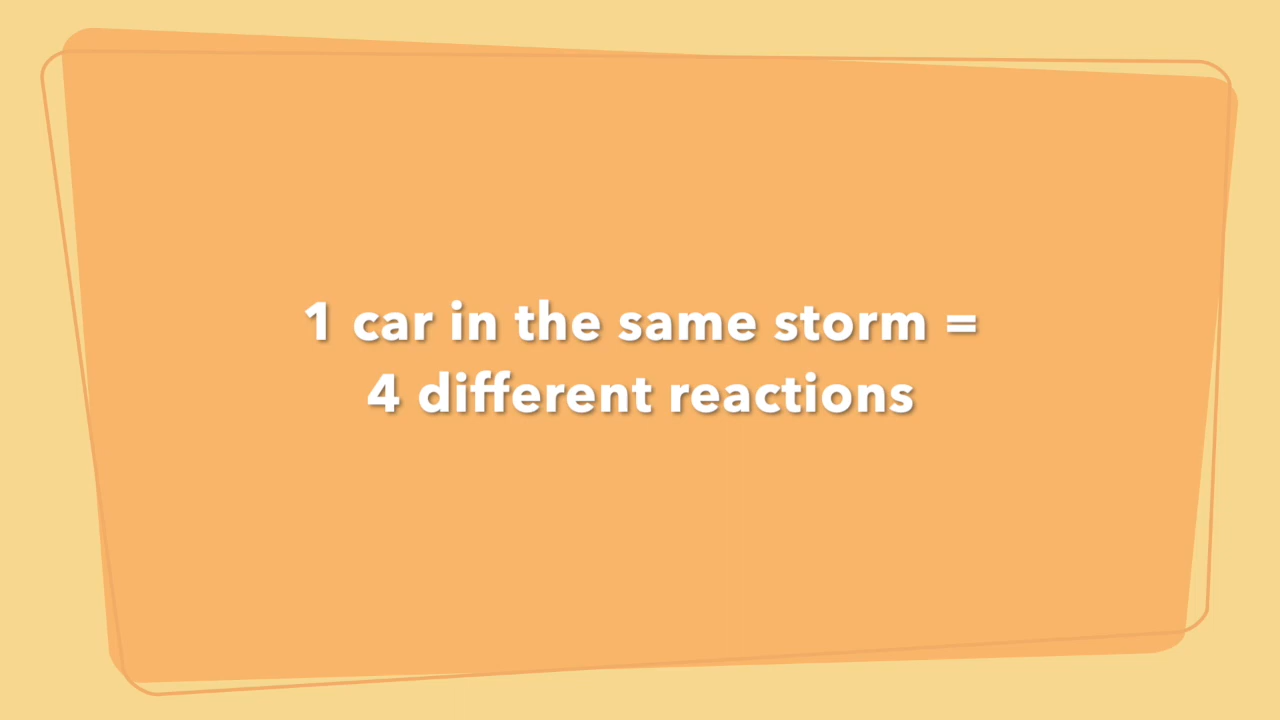 1 car in the same storm =
4 different reactions